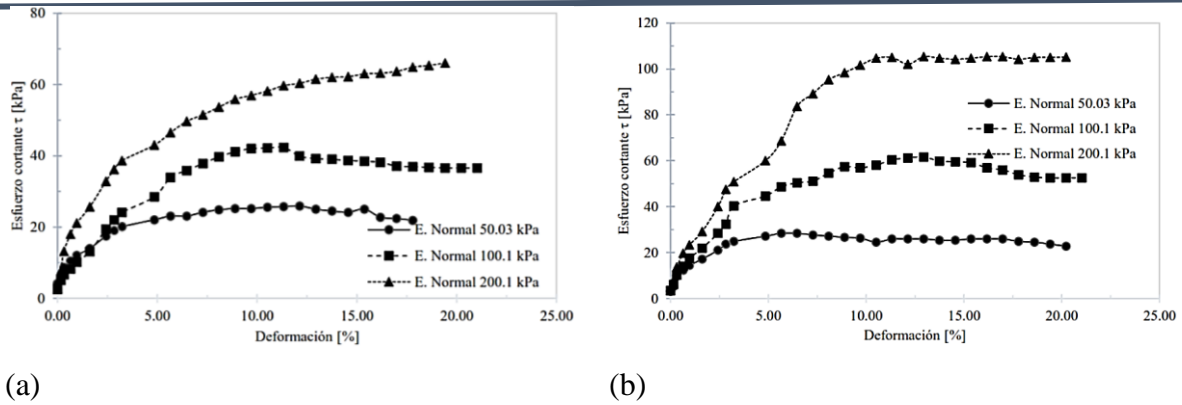 80
60
40
20
0
Esfuerzo cortante τ [kPa]
0.00 5.00 10.00 15.00 20.00 25.00
Deformación [%]
E. Normal 50.03 kPa
E. Normal 100.1 kPa
E. Normal 200.1 kPa
(a)
120
100
80
60
40
20
0
Esfuerzo cortante τ [kPa]
0.00 5.00 10.00 15.00 20.00 25.00
Deformación [%]
E. Normal 50.03 kPa
E. Normal 100.1 kPa
E. Normal 200.1 kPa
(b)